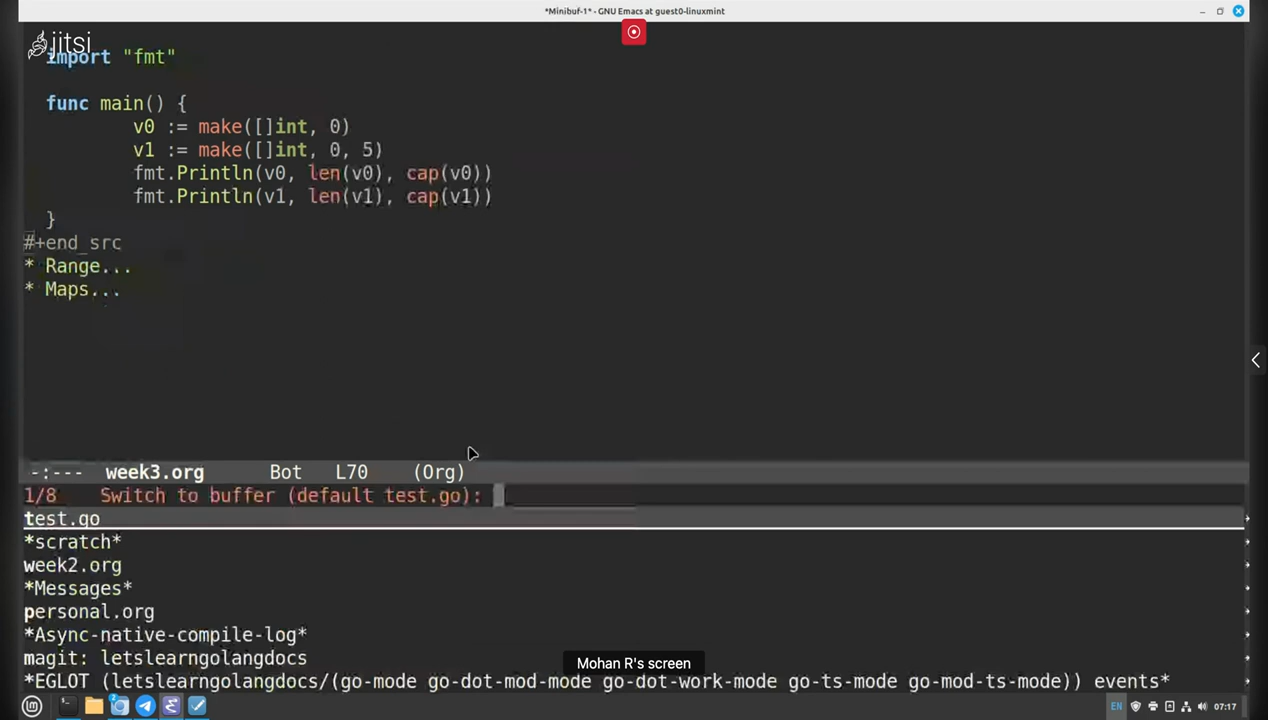 *Minibuf-1* - GNU Emacs at guest0-linuxmint
jitsi
import "fmt"
func main() {
v0 := make([]int, 0)
v1 := make([]int, 0, 5)
fmt.Println(v0, len(v0), cap(v0))
fmt.Println(v1, len(v1), cap(v1))
}
#+end_src
* Range...
* Maps...
-:--- week3.org Bot L70 (Org)
1/8 Switch to buffer (default test.go):
test.go
*scratch*
week2.org
*Messages*
personal.org
*Async-native-compile-log*
magit: letslearngolangdocs
Mohan R's screen
*EGLOT (letslearngolangdocs/(go-mode go-dot-mod-mode go-dot-work-mode go-ts-mode go-mod-ts-mode)) events*
EN 07:17